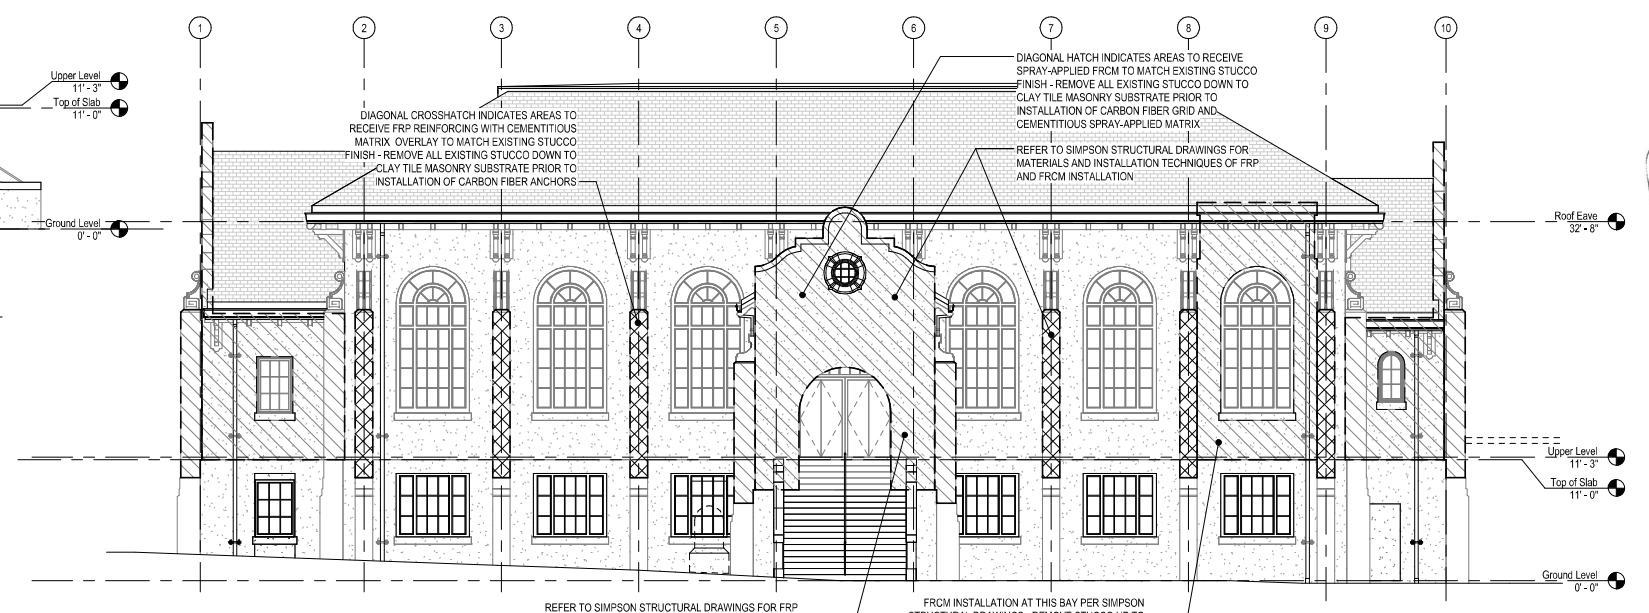 1
2
3
4
5
6
7
8
9
10
Upper Level
11' - 3"
Top of Slab
11' - 0"
Ground Level
0' - 0"
DIAGONAL CROSSHATCH INDICATES AREAS TO
RECEIVE FRP REINFORCING WITH CEMENTITIOUS
MATRIX OVERLAY TO MATCH EXISTING STUCCO
FINISH - REMOVE ALL EXISTING STUCCO DOWN TO
CLAY TILE MASONRY SUBSTRATE PRIOR TO
INSTALLATION OF CARBON FIBER ANCHORS
DIAGONAL HATCH INDICATES AREAS TO RECEIVE
SPRAY-APPLIED FRCM TO MATCH EXISTING STUCCO
FINISH - REMOVE ALL EXISTING STUCCO DOWN TO
CLAY TILE MASONRY SUBSTRATE PRIOR TO
INSTALLATION OF CARBON FIBER GRID AND
CEMENTITIOUS SPRAY-APPLIED MATRIX
REFER TO SIMPSON STRUCTURAL DRAWINGS FOR
MATERIALS AND INSTALLATION TECHNIQUES OF FRP
AND FRCM INSTALLATION
Roof Eave
32' - 8"
Upper Level
11' - 3"
Top of Slab
11' - 0"
Ground Level
0' - 0"
REFER TO SIMPSON STRUCTURAL DRAWINGS FOR FRP
FRCM INSTALLATION AT THIS BAY PER SIMPSON
STRUCTURAL DRAWINGS - REMOVE STUCCO UP TO